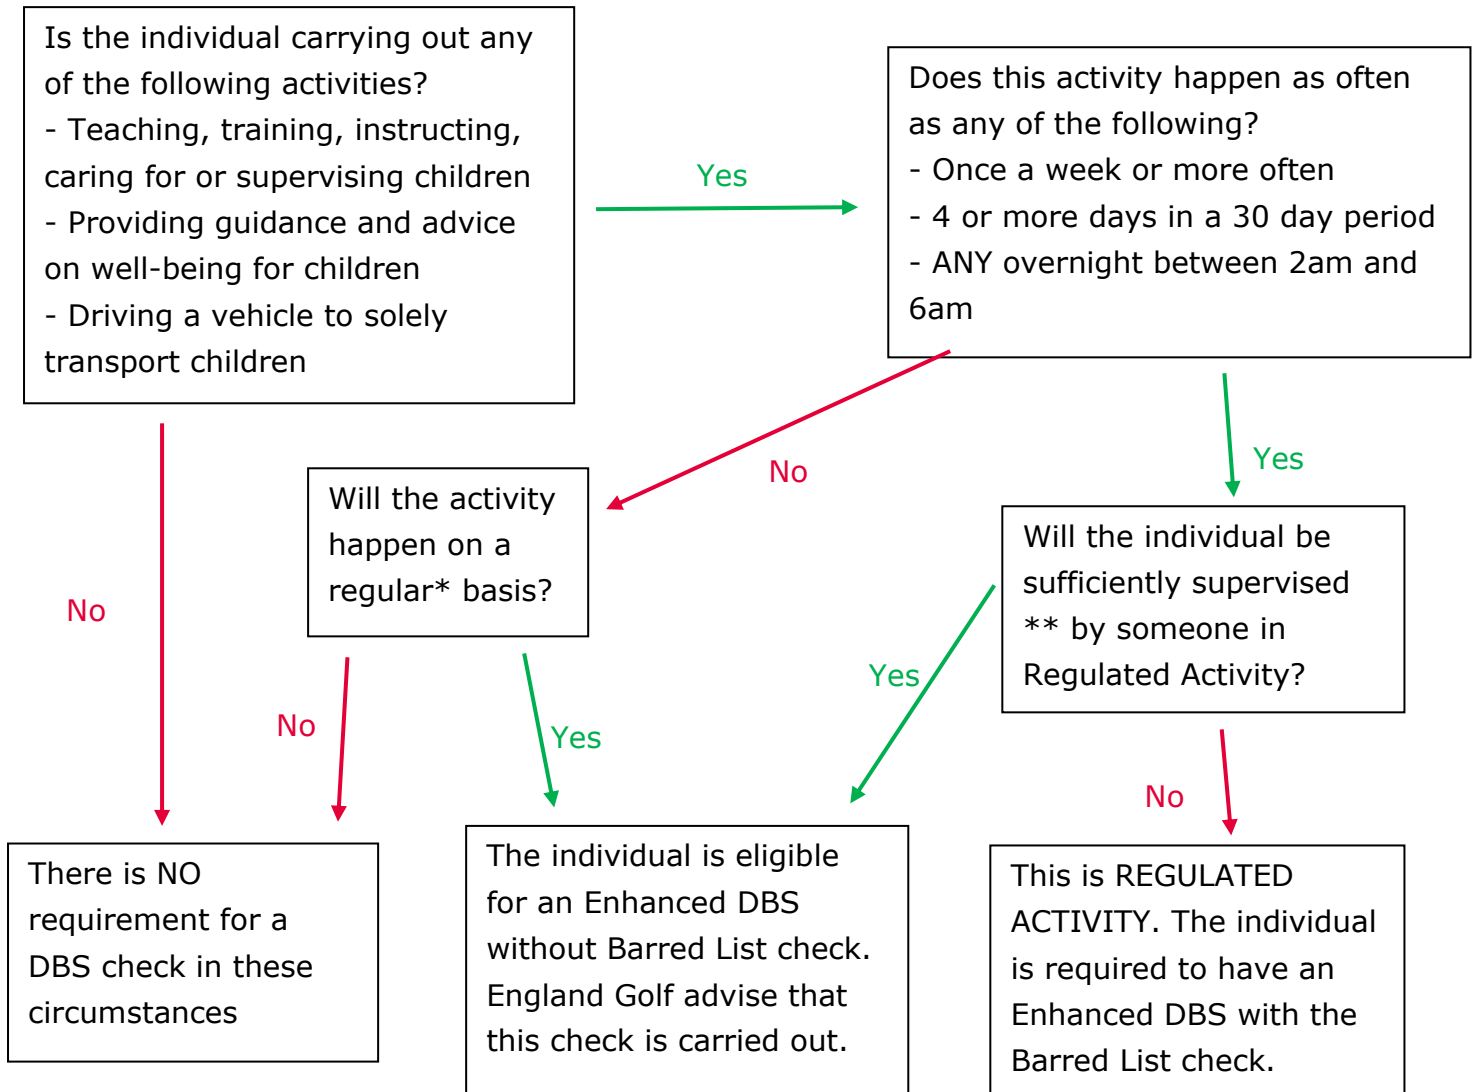 Is the individual carrying out any
of the following activities?
- Teaching, training, instructing,
caring for or supervising children
- Providing guidance and advice
on well-being for children
- Driving a vehicle to solely
transport children
Yes
Does this activity happen as often
as any of the following?
- Once a week or more often
- 4 or more days in a 30 day period
- ANY overnight between 2am and
6am
No
No
Yes
Will the activity
happen on a
regular* basis?
Will the individual be
sufficiently supervised
** by someone in
Regulated Activity?
No
Yes
Yes
No
There is NO
requirement for a
DBS check in these
circumstances
The individual is eligible
for an Enhanced DBS
without Barred List check.
England Golf advise that
this check is carried out.
This is REGULATED
ACTIVITY. The individual
is required to have an
Enhanced DBS with the
Barred List check.